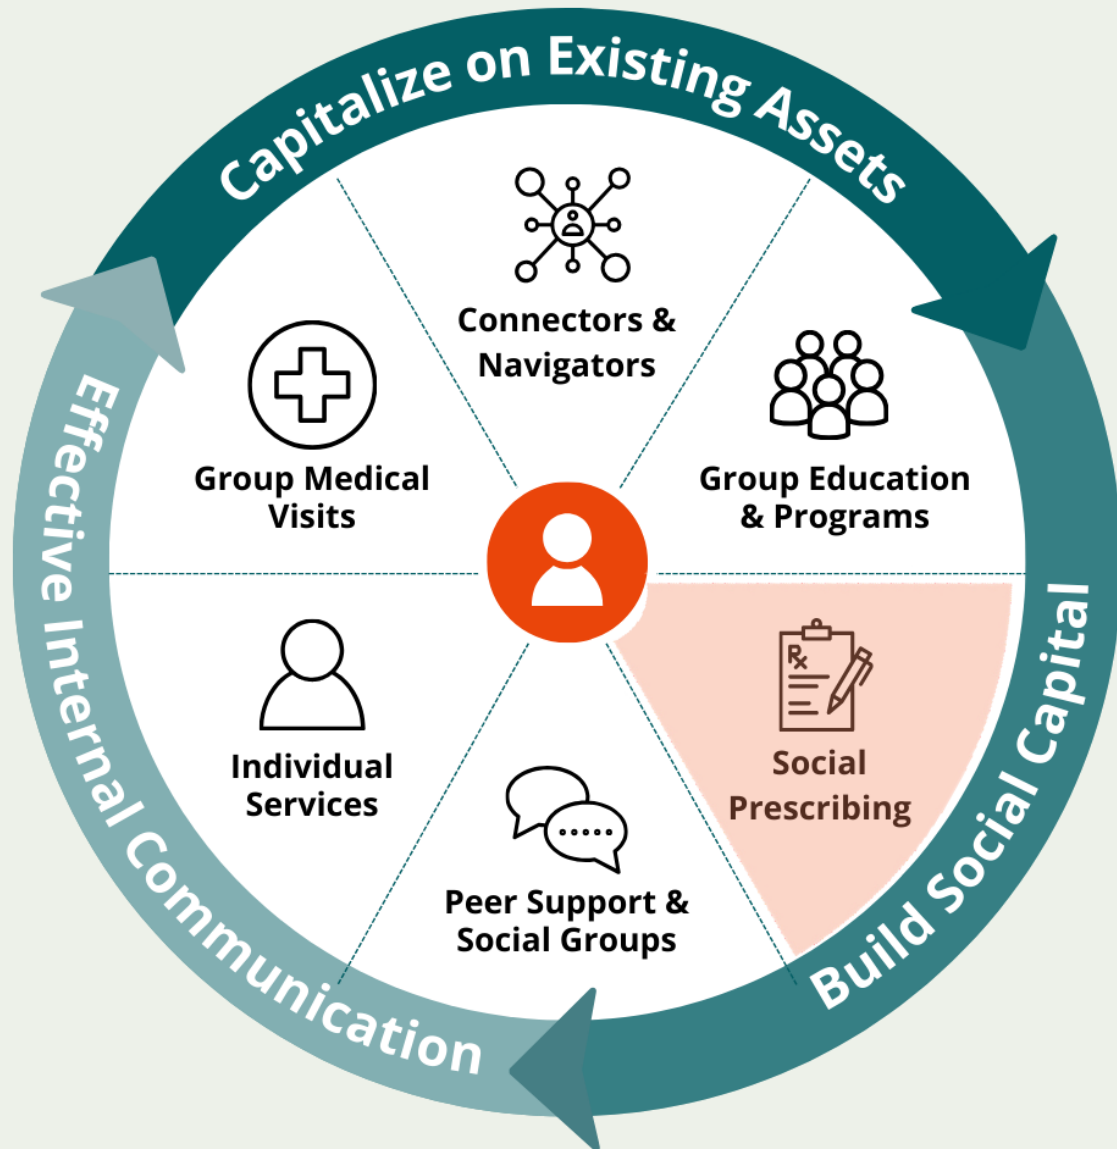 Capitalize on Existing Assets
Connectors &
Navigators
Group Medical
Visits
Group Education
& Programs
Individual
Services
Rx
Social
Prescribing
Peer Support &
Social Groups
Build Social Capital
Effective Internal Communication